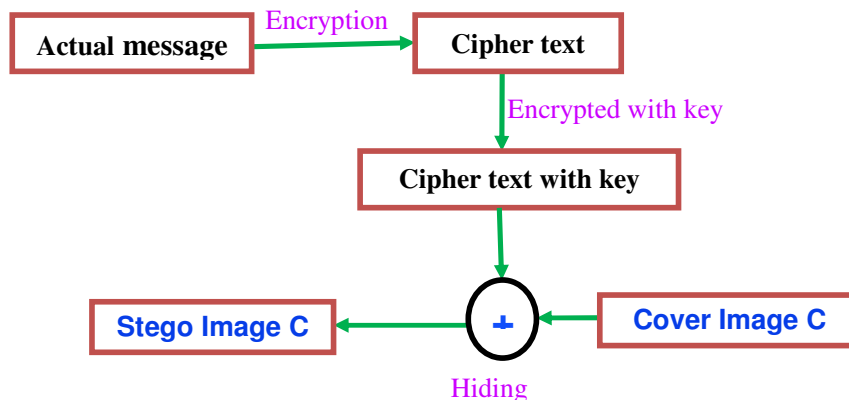 Encryption
Actual message
Cipher text
Encrypted with key
Cipher text with key
Stego Image C
+
Cover Image C
Hiding